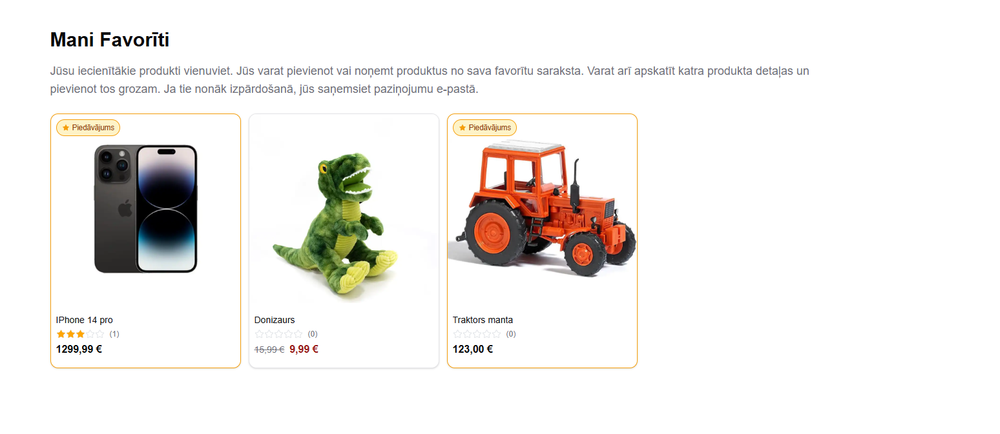 Mani Favorīti
Jūsu iecienītākie produkti vienuviet. Jūs varat pievienot vai noņemt produktus no sava favorītu saraksta. Varat arī apskatīt katra produkta detaļas un
pievienot tos grozam. Ja tie nonāk izpārdošanā, jūs saņemsiet paziņojumu e-pastā.
Piedāvājums
IPhone 14 pro
(1)
1299,99 €
Donizaurs
(0)
15,99 € 9,99 €
Piedāvājums
Traktors manta
(0)
123,00 €